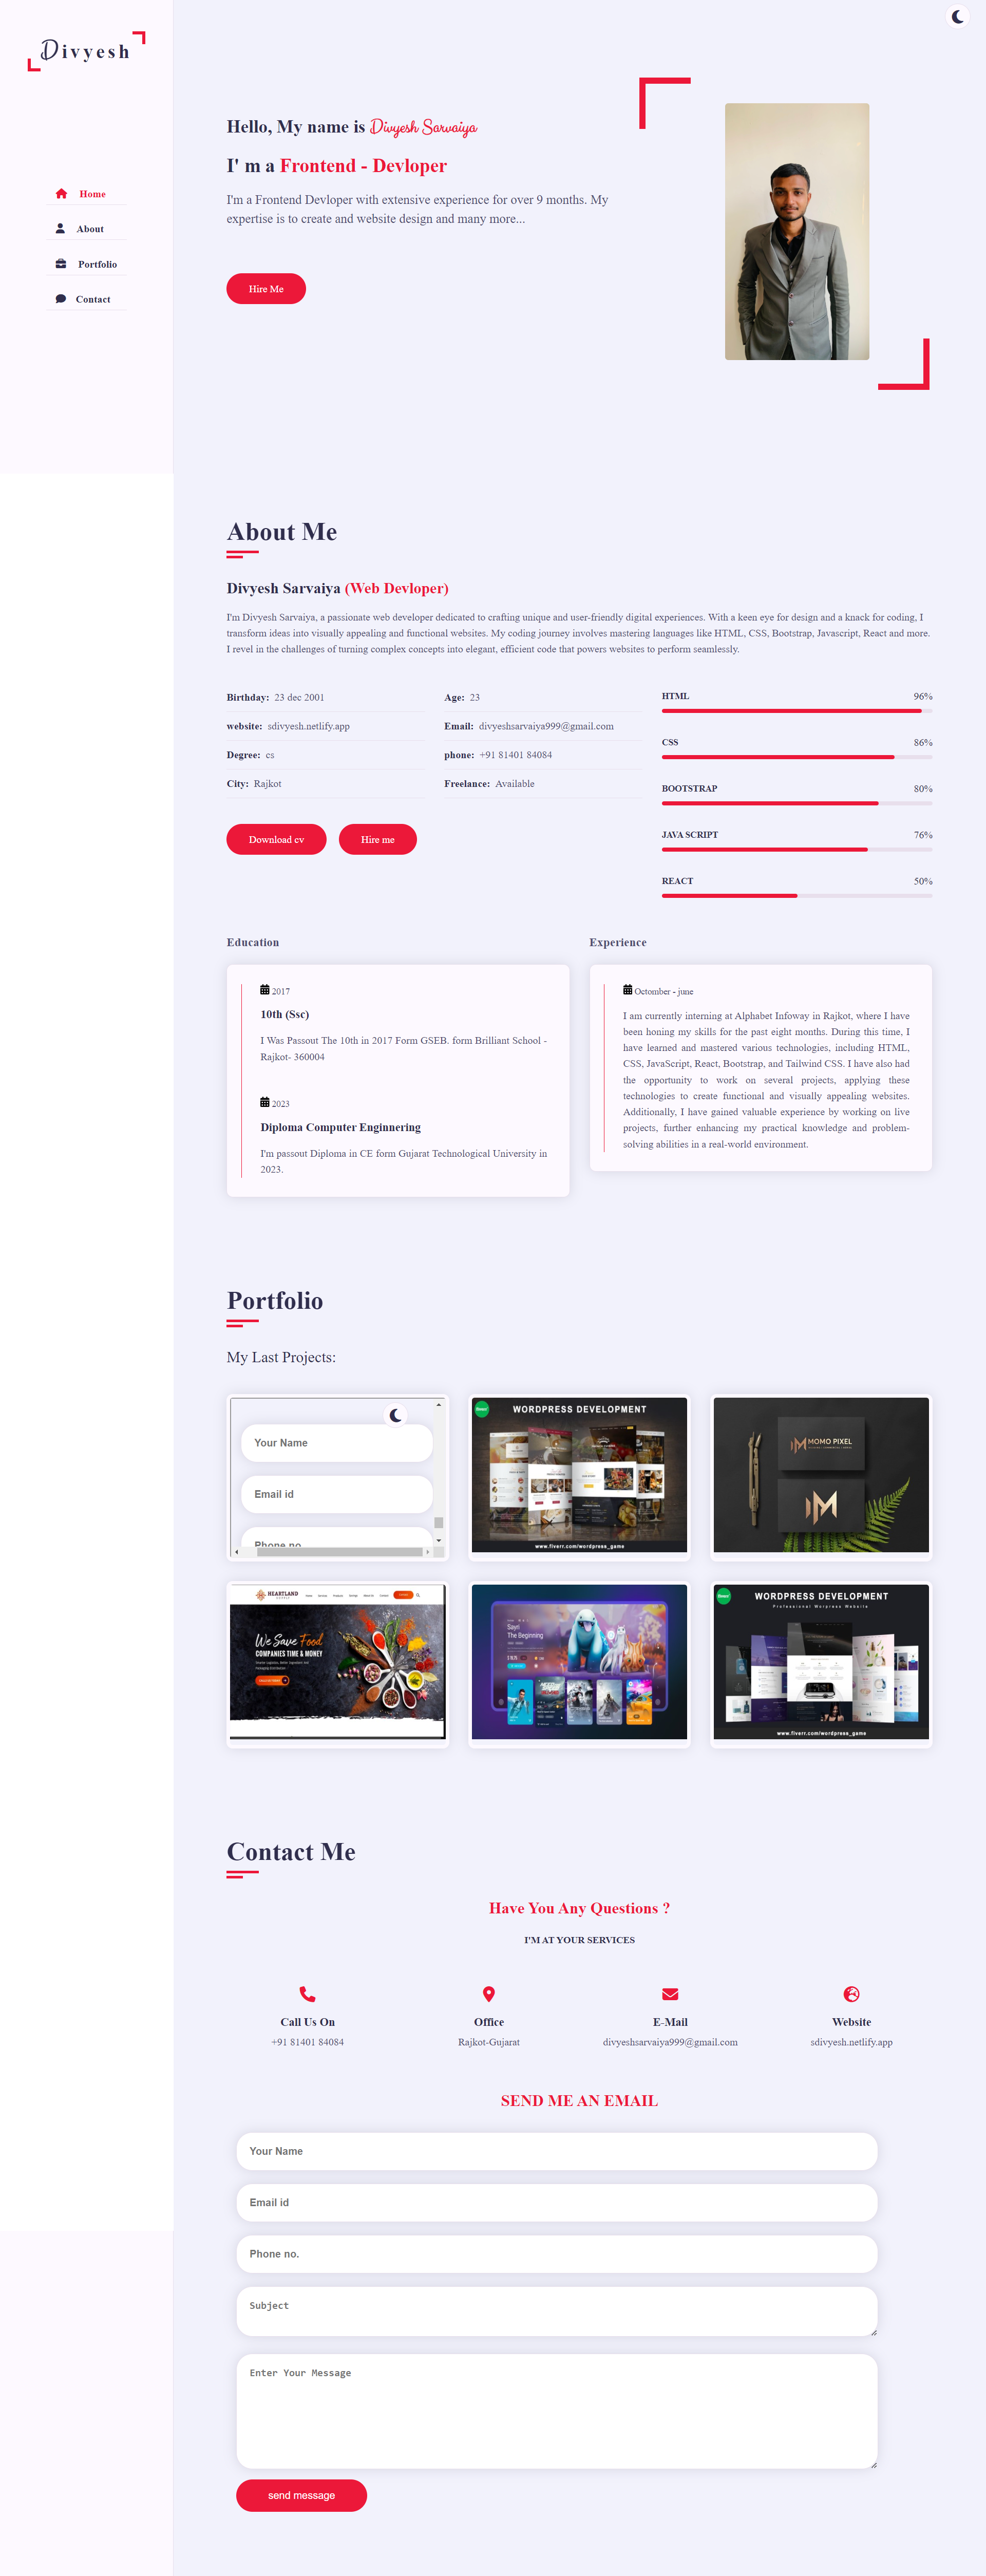 Divyesh
Home
About
Portfolio
Contact
Hello, My name is Divyesh Sarvaiya
I' m a Frontend - Devloper
I'm a Frontend Devloper with extensive experience for over 9 months. My
expertise is to create and website design and many more...
Hire Me
About Me
Divyesh Sarvaiya (Web Devloper)
I'm Divyesh Sarvaiya, a passionate web developer dedicated to crafting unique and user-friendly digital experiences. With a keen eye for design and a knack for coding, I
transform ideas into visually appealing and functional websites. My coding journey involves mastering languages like HTML, CSS, Bootstrap, Javascript, React and more.
I revel in the challenges of turning complex concepts into elegant, efficient code that powers websites to perform seamlessly.
Birthday: 23 dec 2001
Age: 23
website: sdivyesh.netlify.app
Email: divyeshsarvaiya999@gmail.com
Degree: cs
phone: +91 81401 84084
City: Rajkot
Freelance: Available
Download cv
Hire me
HTML 96%
CSS 86%
BOOTSTRAP 80%
JAVA SCRIPT 76%
REACT 50%
Education
2017
10th (Ssc)
I Was Passout The 10th in 2017 Form GSEB. form Brilliant School -
Rajkot- 360004
2023
Diploma Computer Enginnering
I'm passout Diploma in CE form Gujarat Technological University in
2023.
Experience
Octomber - june
I am currently interning at Alphabet Infoway in Rajkot, where I have
been honing my skills for the past eight months. During this time, I
have learned and mastered various technologies, including HTML,
CSS, JavaScript, React, Bootstrap, and Tailwind CSS. I have also had
the opportunity to work on several projects, applying these
technologies to create functional and visually appealing websites.
Additionally, I have gained valuable experience by working on live
projects, further enhancing my practical knowledge and problem-
solving abilities in a real-world environment.
Portfolio
My Last Projects:
Your Name
Email id
Phone no.
WORDPRESS DEVELOPMENT
www.fiverr.com/wordpress_game
MOMO PIXEL
HEARTLAND
We Save Food
COMPANIES TIME & MONEY
Sayri
The Beginning
WORDPRESS DEVELOPMENT
Professional Worpress Website
www.fiverr.com/wordpress_game
Contact Me
Have You Any Questions ?
I'M AT YOUR SERVICES
Call Us On
+91 81401 84084
Office
Rajkot-Gujarat
E-Mail
divyeshsarvaiya999@gmail.com
Website
sdivyesh.netlify.app
SEND ME AN EMAIL
Your Name
Email id
Phone no.
Subject
Enter Your Message
send message